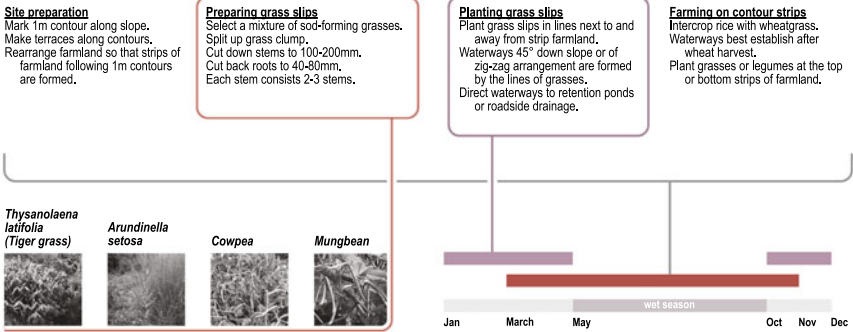 Site preparation
Mark 1m contour along slope.
Make terraces along contours.
Rearrange farmland so that strips of
farmland following 1m contours
are formed.
Preparing grass slips
Select a mixture of sod-forming grasses.
Split up grass clump.
Cut down stems to 100-200mm.
Cut back roots to 40-80mm.
Each stem consists 2-3 stems.
Planting grass slips
Plant grass slips in lines next to and
away from strip farmland.
Waterways 45° down slope or of
zig-zag arrangement are formed
by the lines of grasses.
Direct waterways to retention ponds
or roadside drainage.
Farming on contour strips
Intercrop rice with wheatgrass.
Waterways best establish after
wheat harvest.
Plant grasses or legumes at the top
or bottom strips of farmland.
Thysanolaena
latifolia
(Tiger grass)
Arundinella
setosa
Cowpea
Mungbean
wet season
Jan
March
May
Oct
Nov
Dec